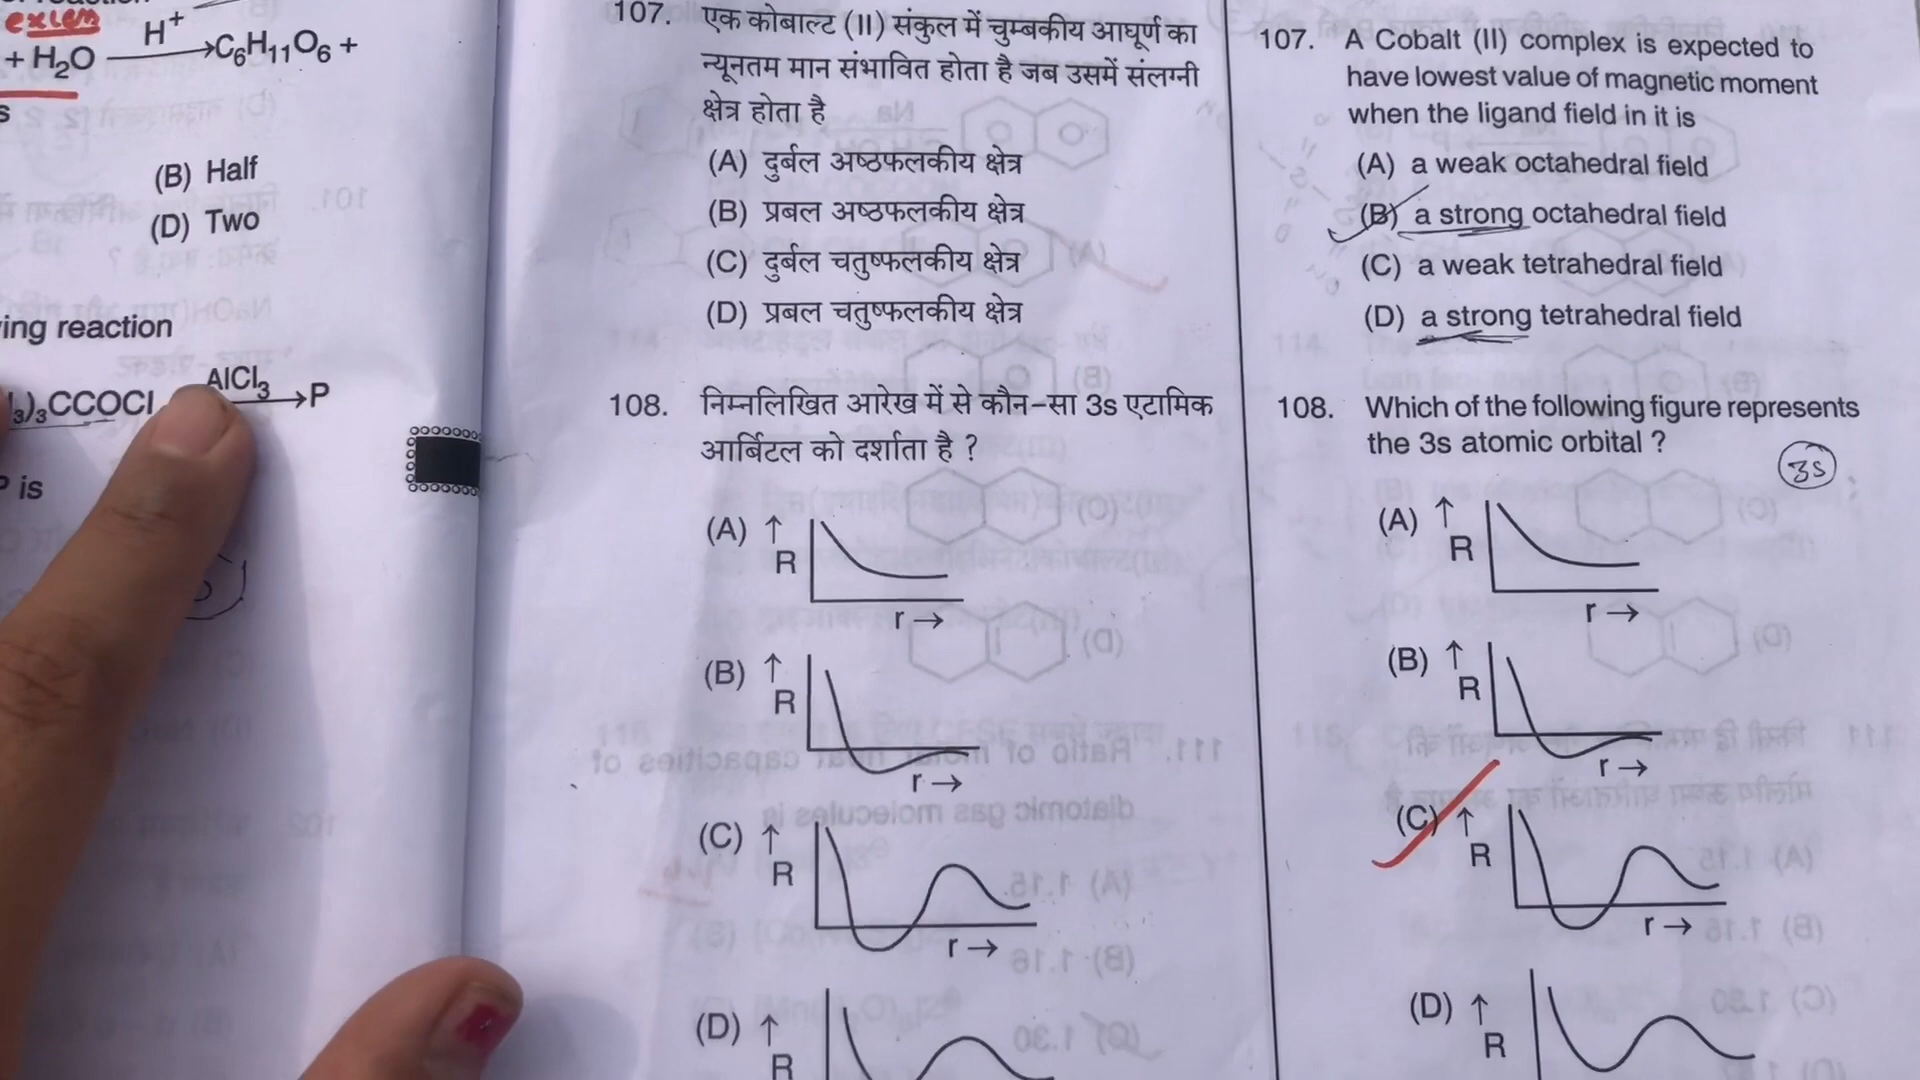 exlem
+ H₂O H⁺ → C₆H₁₁O₆ +
(B) Half
(D) Two
ing reaction
₃)₃CCOCl AlCl₃ → P
P is
107. एक कोबाल्ट (II) संकुल में चुम्बकीय आघूर्ण का
न्यूनतम मान संभावित होता है जब उसमें संलग्नी
क्षेत्र होता है
(A) दुर्बल अष्ठफलकीय क्षेत्र
(B) प्रबल अष्ठफलकीय क्षेत्र
(C) दुर्बल चतुष्फलकीय क्षेत्र
(D) प्रबल चतुष्फलकीय क्षेत्र
108. निम्नलिखित आरेख में से कौन-सा 3s एटामिक
आर्बिटल को दर्शाता है ?
(A) ↑
R
r →
(B) ↑
R
r →
(C) ↑
R
r →
(D) ↑
R
107. A Cobalt (II) complex is expected to
have lowest value of magnetic moment
when the ligand field in it is
(A) a weak octahedral field
(B) a strong octahedral field
(C) a weak tetrahedral field
(D) a strong tetrahedral field
108. Which of the following figure represents
the 3s atomic orbital ?
3s
(A) ↑
R
r →
(B) ↑
R
r →
(C) ↑
R
r →
(D) ↑
R